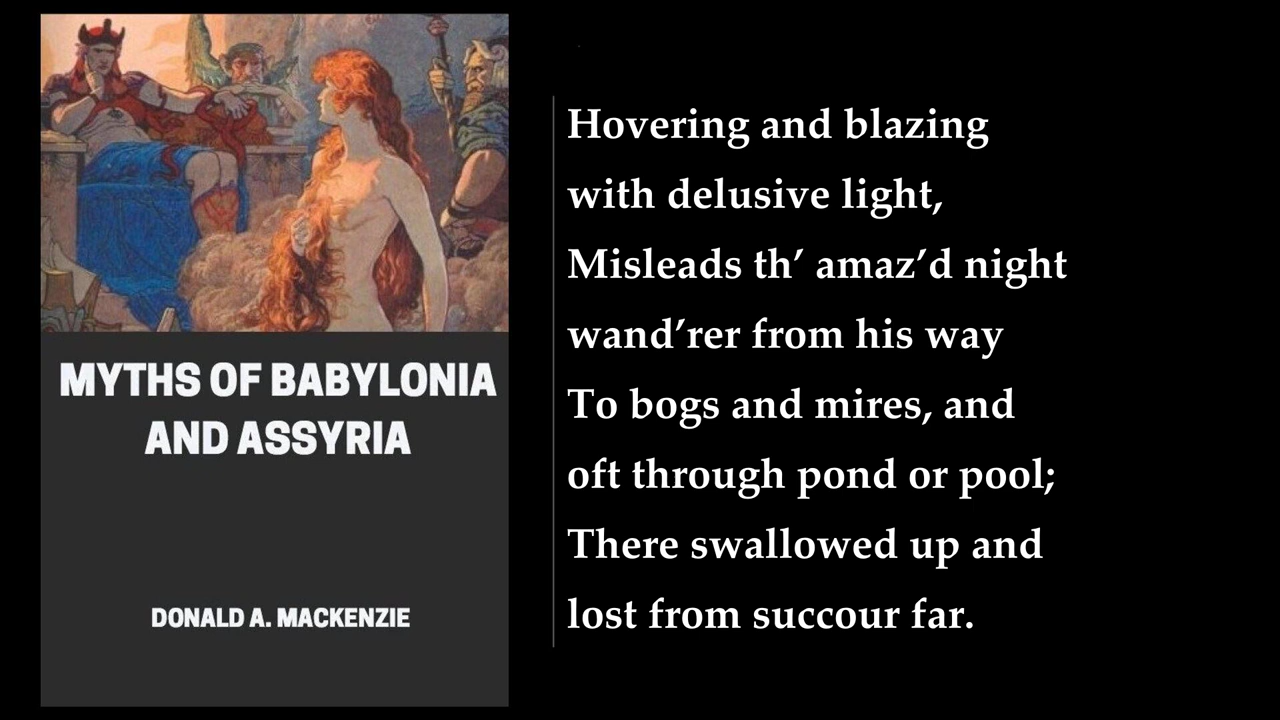 MYTHS OF BABYLONIA
AND ASSYRIA
DONALD A. MACKENZIE
Hovering and blazing
with delusive light,
Misleads th’ amaz’d night
wand’rer from his way
To bogs and mires, and
oft through pond or pool;
There swallowed up and
lost from succour far.